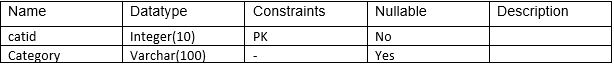 Name Datatype Constraints Nullable Description
catid Integer(10) PK No
Category Varchar(100) - Yes